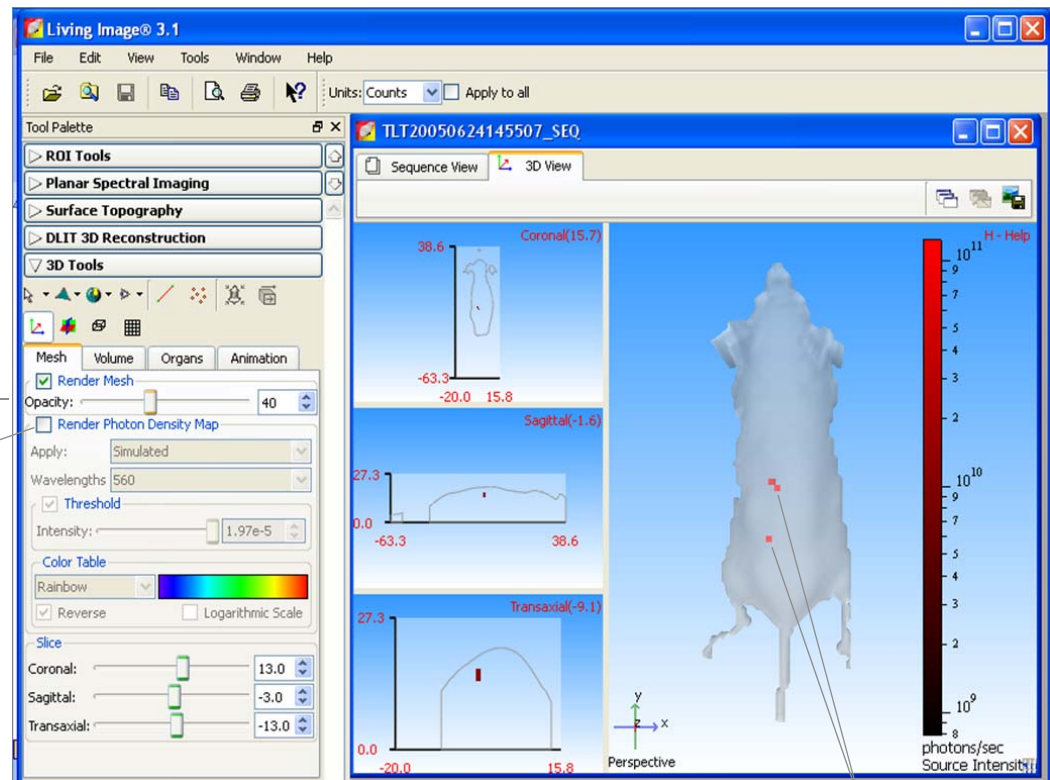 Living Image® 3.1
File Edit View Tools Window Help
Units: Counts Apply to all
Tool Palette
ROI Tools
Planar Spectral Imaging
Surface Topography
DLIT 3D Reconstruction
3D Tools
Mesh Volume Organs Animation
Render Mesh
Opacity: 40
Render Photon Density Map
Apply: Simulated
Wavelengths 560
Threshold
Intensity: 1.97e-5
Color Table
Rainbow
Reverse Logarithmic Scale
Slice
Coronal: 13.0
Sagittal: -3.0
Transaxial: -13.0
TLT20050624145507_SEQ
Sequence View 3D View
Coronal(15.7)
38.6
-63.3
-20.0 15.8
Sagittal(-1.6)
27.3
0.0
-63.3 38.6
Transaxial(-9.1)
27.3
0.0
-20.0 15.8
H - Help
10^11
9
7
5
4
3
2
10^10
9
7
5
4
3
2
10^9
8
photons/sec
Source Intensit
y
z x
Perspective